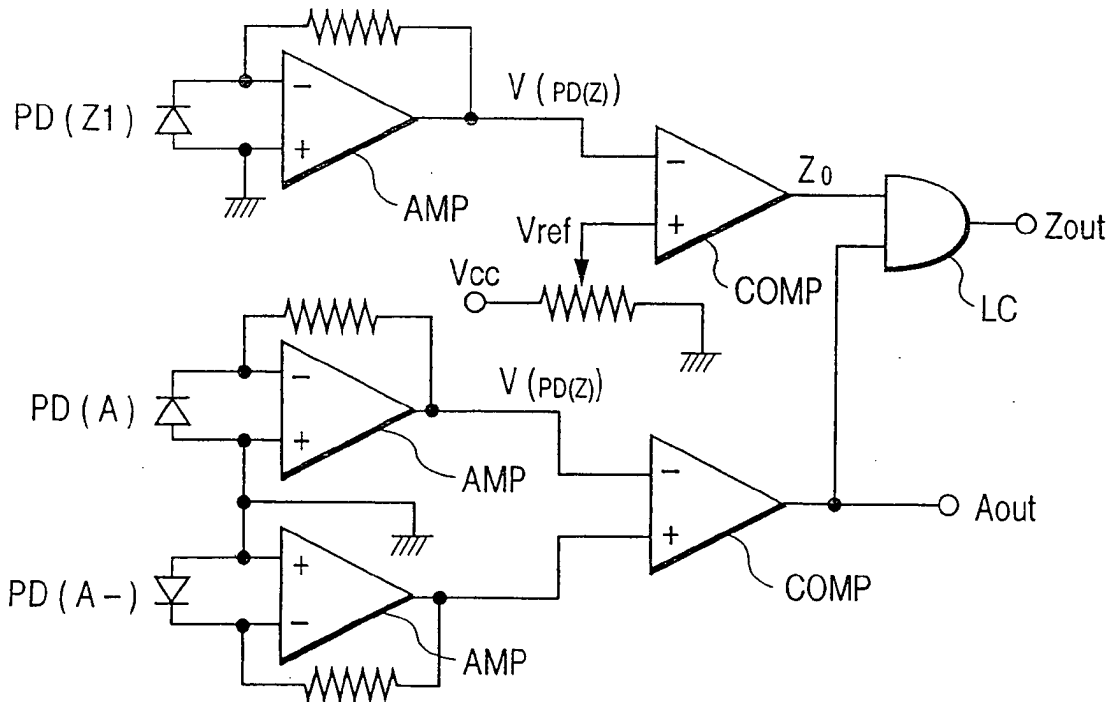 PD(Z1)
−
+
AMP
V(PD(Z))
−
+
Z0
COMP
Vref
Vcc
Zout
LC
PD(A)
−
+
AMP
V(PD(Z))
−
+
COMP
Aout
PD(A−)
+
−
AMP